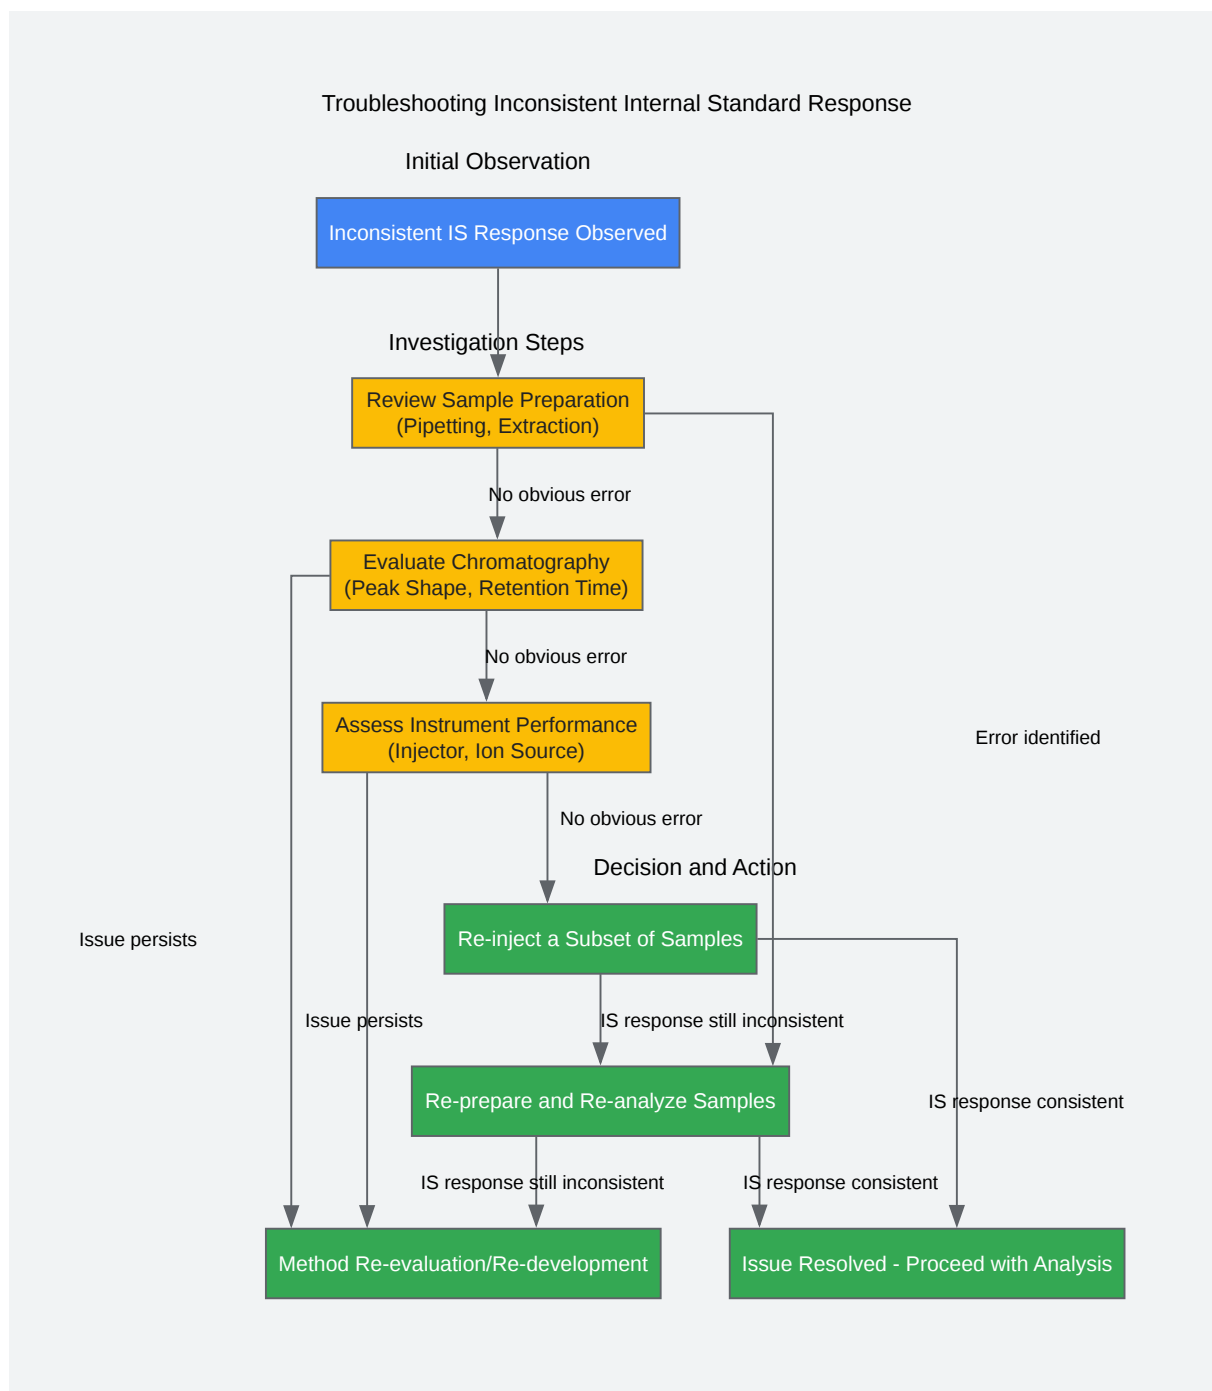 Troubleshooting Inconsistent Internal Standard Response
Initial Observation
Inconsistent IS Response Observed
Investigation Steps
Review Sample Preparation
(Pipetting, Extraction)
No obvious error
Evaluate Chromatography
(Peak Shape, Retention Time)
No obvious error
Assess Instrument Performance
(Injector, Ion Source)
Error identified
No obvious error
Decision and Action
Re-inject a Subset of Samples
Issue persists
Issue persists
IS response still inconsistent
Re-prepare and Re-analyze Samples
IS response consistent
IS response still inconsistent
IS response consistent
Method Re-evaluation/Re-development
Issue Resolved - Proceed with Analysis